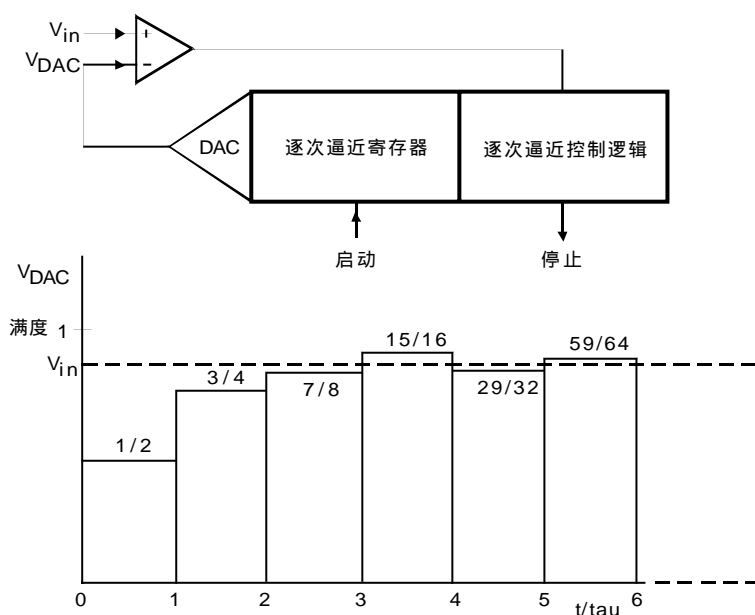 Vin
+
VDAC
−
DAC
逐次逼近寄存器
逐次逼近控制逻辑
启动
停止
VDAC
满度 1
Vin
1/2
3/4
7/8
15/16
29/32
59/64
0 1 2 3 4 5 6
t/tau